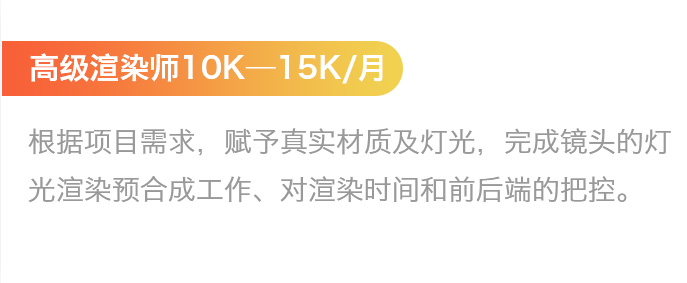 高级渲染师10K—15K/月
根据项目需求，赋予真实材质及灯光，完成镜头的灯
光渲染预合成工作、对渲染时间和前后端的把控。